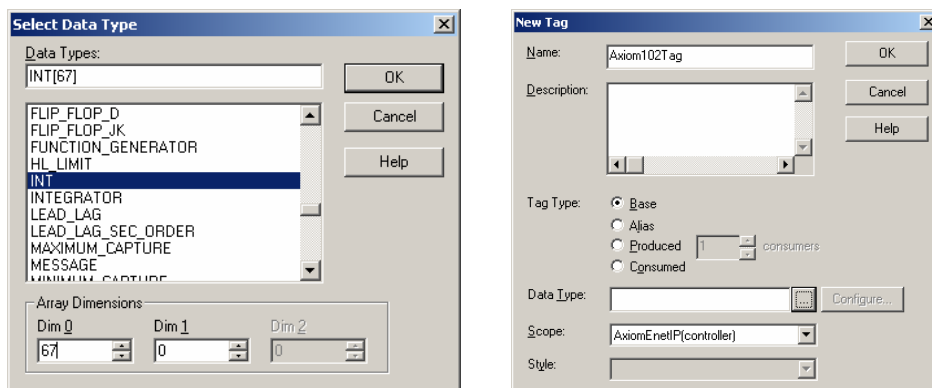 Select Data Type
Data Types:
INT[67]
OK
FLIP_FLOP_D
FLIP_FLOP_JK
FUNCTION_GENERATOR
HL_LIMIT
INT
INTEGRATOR
LEAD_LAG
LEAD_LAG_SEC_ORDER
MAXIMUM_CAPTURE
MESSAGE
MINIMUM_CAPTURE
Cancel
Help
Array Dimensions
Dim 0 Dim 1 Dim 2
67 0 0
New Tag
Name: Axiom102Tag OK
Description: Cancel
Help
Tag Type: Base
Alias
Produced 1 consumers
Consumed
Data Type: ... Configure...
Scope: AxiomEnetIP(controller)
Style: